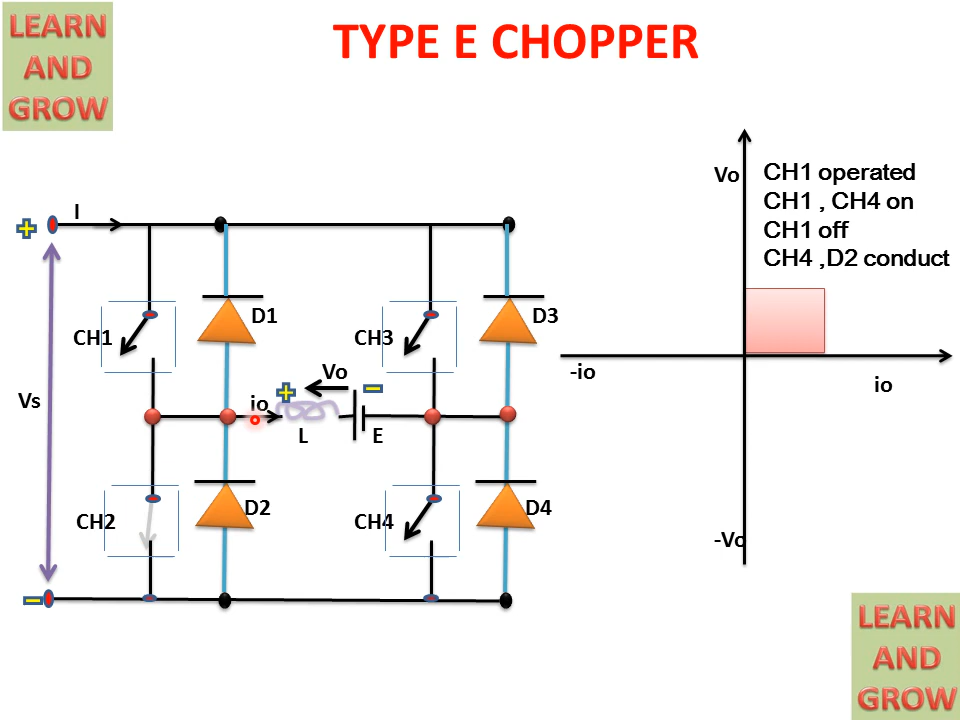 LEARN
AND
GROW
TYPE E CHOPPER
I
Vs
CH1
D1
CH3
D3
Vo
io
L
E
CH2
D2
CH4
D4
Vo
CH1 operated
CH1 , CH4 on
CH1 off
CH4 ,D2 conduct
-io
io
-Vo
LEARN
AND
GROW